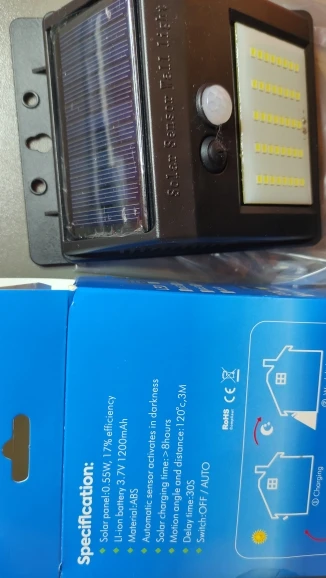 Solar Sensor Wall Light
Specification:
Solar panel:0.55W, 17% efficiency
Li-ion battery 3.7V 1200mAh
Material:ABS
Automatic sensor activates in darkness
Solar charging time:>8hours
Motion angle and distance:120°c,3M
Delay time:30S
Switch:OFF / AUTO
RoHS
CE
① Charging